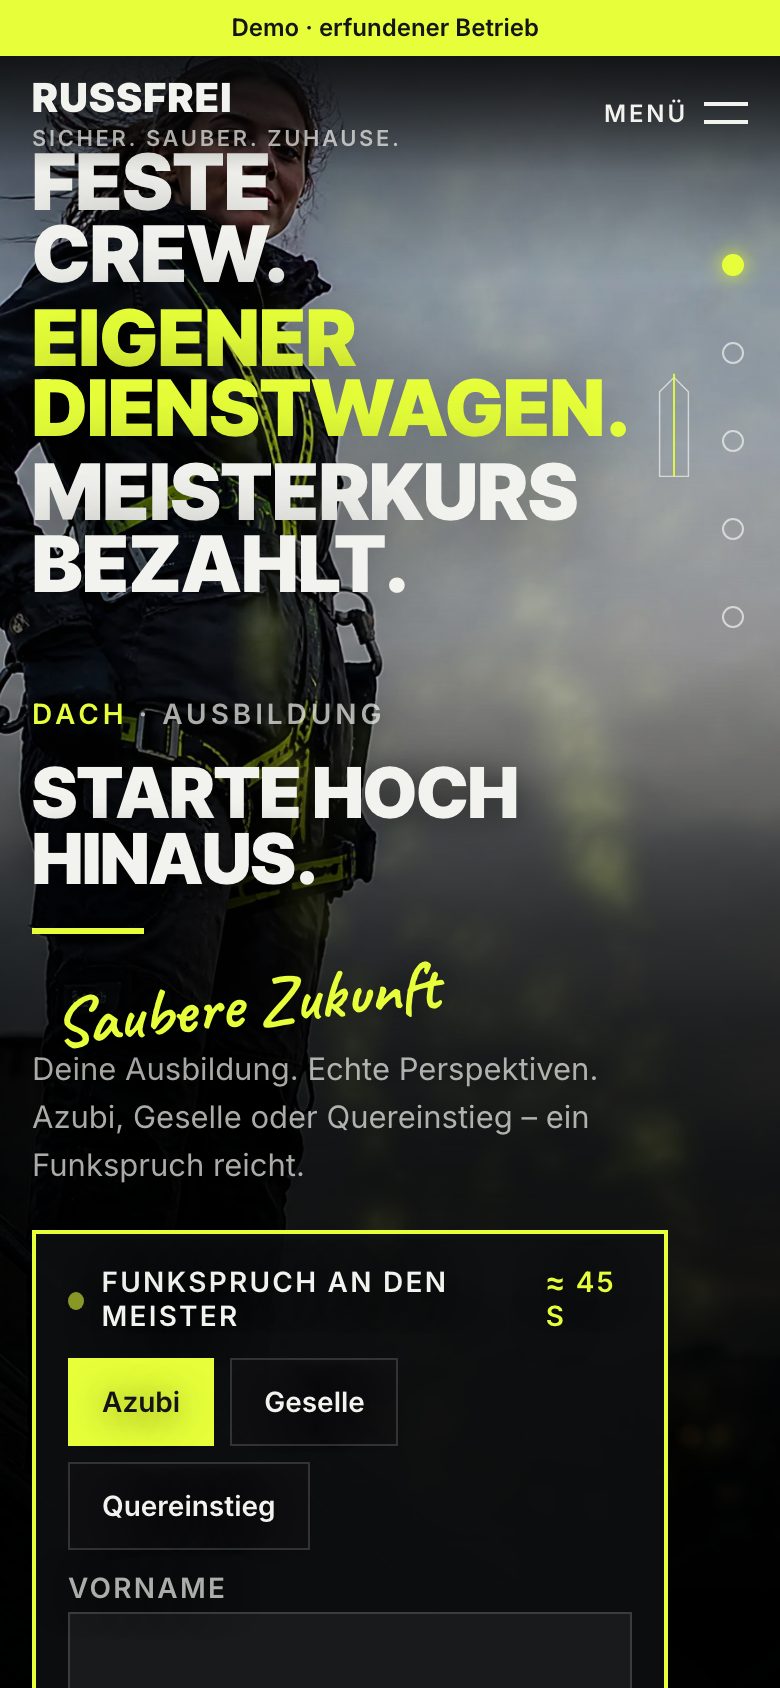 Demo · erfundener Betrieb
RUSSFREI
MENÜ
SICHER. SAUBER. ZUHAUSE.
FESTE
CREW.
EIGENER
DIENSTWAGEN.
MEISTERKURS
BEZAHLT.
DACH · AUSBILDUNG
STARTE HOCH
HINAUS.
Saubere Zukunft
Deine Ausbildung. Echte Perspektiven.
Azubi, Geselle oder Quereinstieg – ein
Funkspruch reicht.
FUNKSPRUCH AN DEN
MEISTER
≈ 45
S
Azubi
Geselle
Quereinstieg
VORNAME